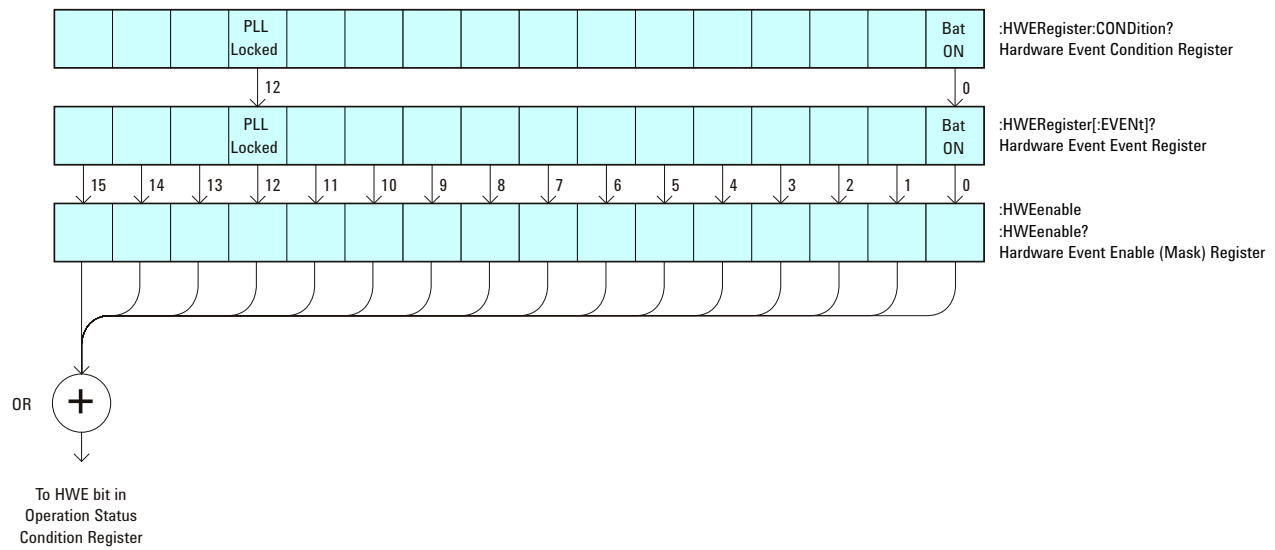 PLL
Locked
Bat
ON
:HWERegister:CONDition?
Hardware Event Condition Register
12
0
PLL
Locked
Bat
ON
:HWERegister[:EVENt]?
Hardware Event Event Register
15 14 13 12 11 10 9 8 7 6 5 4 3 2 1 0
:HWEenable
:HWEenable?
Hardware Event Enable (Mask) Register
OR
+
To HWE bit in
Operation Status
Condition Register